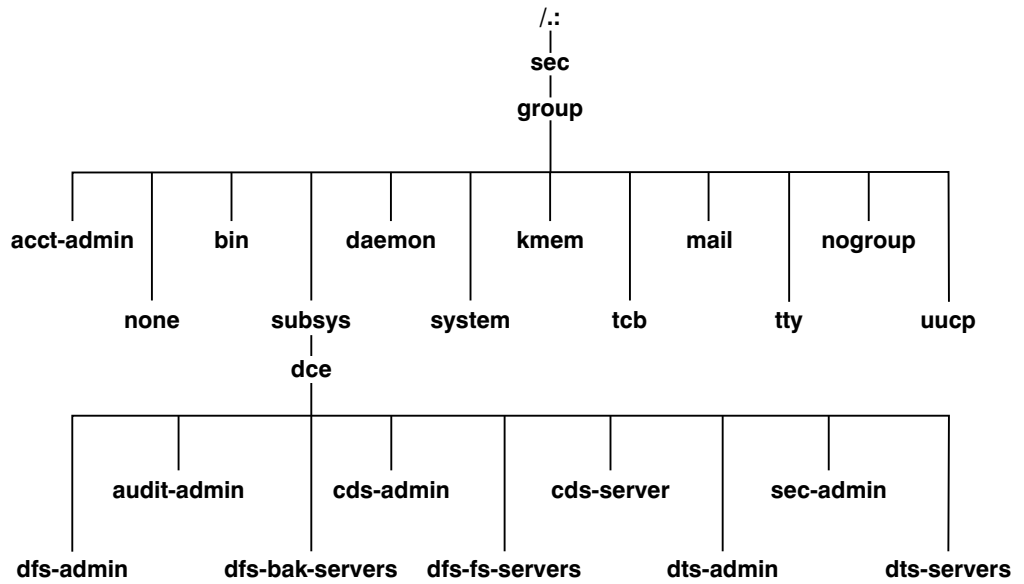 /.:
sec
group
acct-admin bin daemon kmem mail nogroup
none subsys system tcb tty uucp
dce
audit-admin cds-admin cds-server sec-admin
dfs-admin dfs-bak-servers dfs-fs-servers dts-admin dts-servers